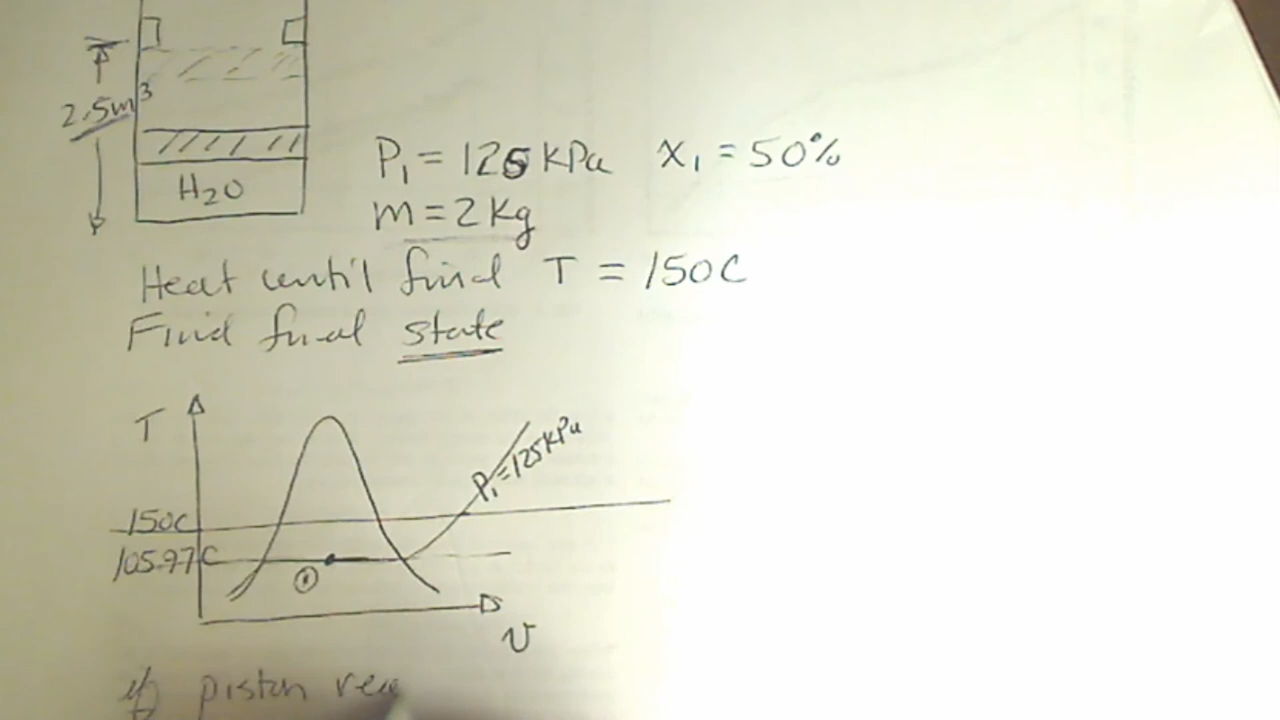 2.5m³
H₂O
P₁ = 125 kPa x₁ = 50%
m = 2 kg
Heat until final T = 150C
Find final state
T
P₁=125kPa
150C
105.97C
①
v
if piston